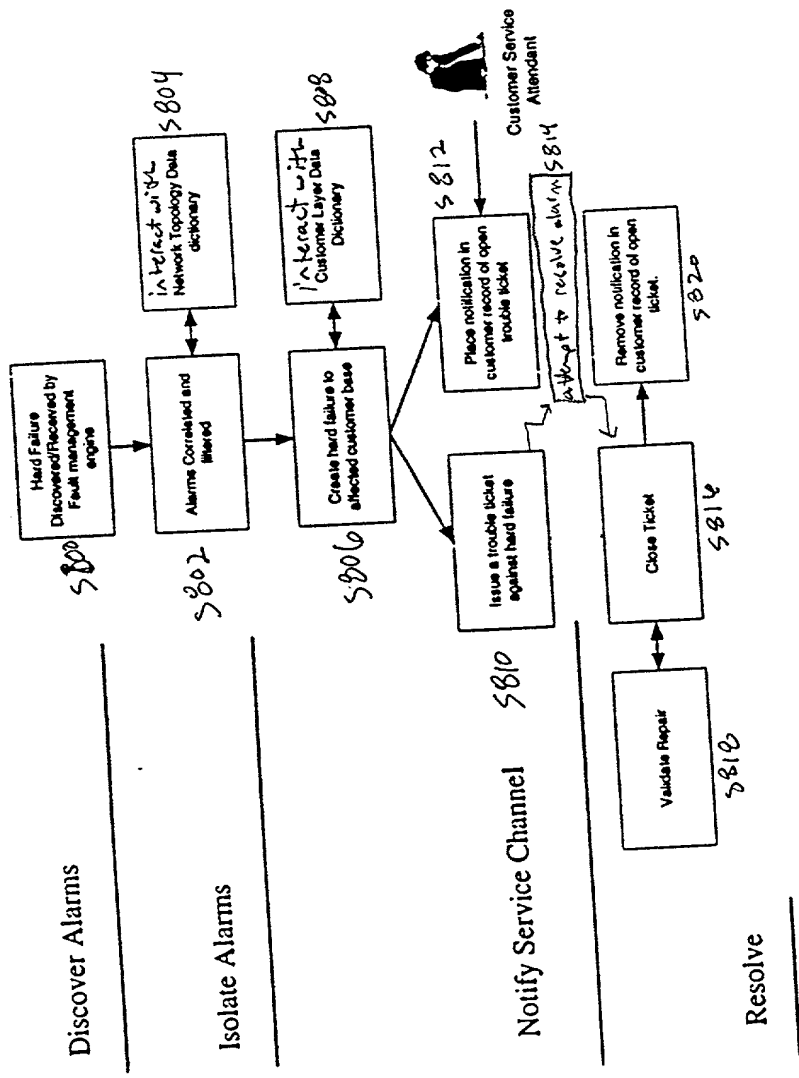 Discover Alarms
Hard Failure
Discovered/Received by
Fault management
engine
S800
Isolate Alarms
Alarms Correlated and
filtered
S802
interact with
Network Topology Data
dictionary
S804
Create hard failure to
affected customer base
S806
interact with
Customer Layer Data
Dictionary
S808
Notify Service Channel
Issue a trouble ticket
against hard failure
S810
Place notification in
customer record of open
trouble ticket
S812
Customer Service
Attendant
attempt to resolve alarm
S814
Resolve
Validate Repair
S818
Close Ticket
S816
Remove notification in
customer record of open
ticket.
S820